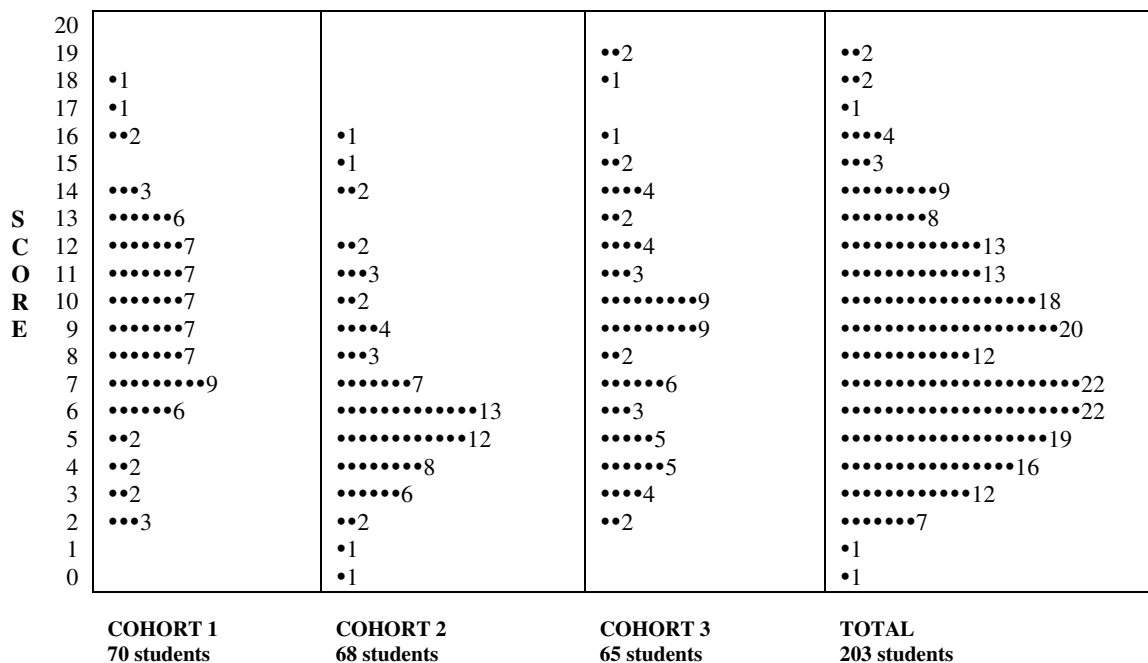 20
19 2 2
18 1 1 2
17 1 1
16 2 1 1 4
15 1 2 3
14 3 2 4 9
S 13 6 2 8
C 12 7 2 4 13
O 11 7 3 3 13
R 10 7 2 9 18
E 9 7 4 9 20
8 7 3 2 12
7 9 7 6 22
6 6 13 3 22
5 2 12 5 19
4 2 8 5 16
3 2 6 4 12
2 3 2 2 7
1 1 1
0 1 1
COHORT 1 COHORT 2 COHORT 3 TOTAL
70 students 68 students 65 students 203 students